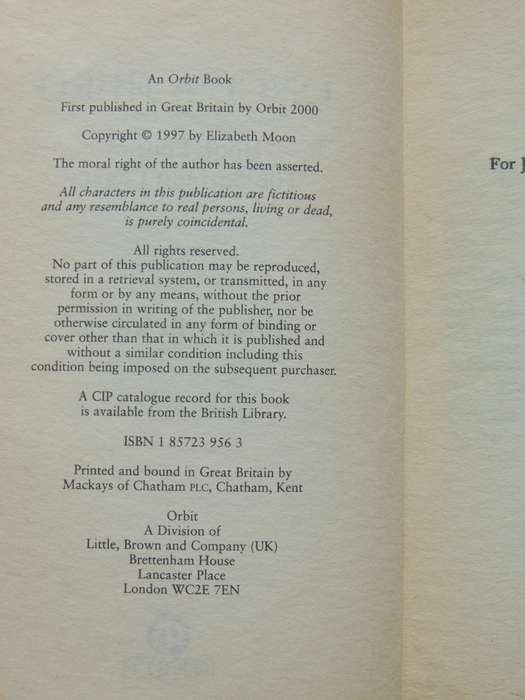 An Orbit Book
First published in Great Britain by Orbit 2000
Copyright © 1997 by Elizabeth Moon
The moral right of the author has been asserted.
All characters in this publication are fictitious
and any resemblance to real persons, living or dead,
is purely coincidental.
All rights reserved.
No part of this publication may be reproduced,
stored in a retrieval system, or transmitted, in any
form or by any means, without the prior
permission in writing of the publisher, nor be
otherwise circulated in any form of binding or
cover other than that in which it is published and
without a similar condition including this
condition being imposed on the subsequent purchaser.
A CIP catalogue record for this book
is available from the British Library.
ISBN 1 85723 956 3
Printed and bound in Great Britain by
Mackays of Chatham PLC, Chatham, Kent
Orbit
A Division of
Little, Brown and Company (UK)
Brettenham House
Lancaster Place
London WC2E 7EN
For J